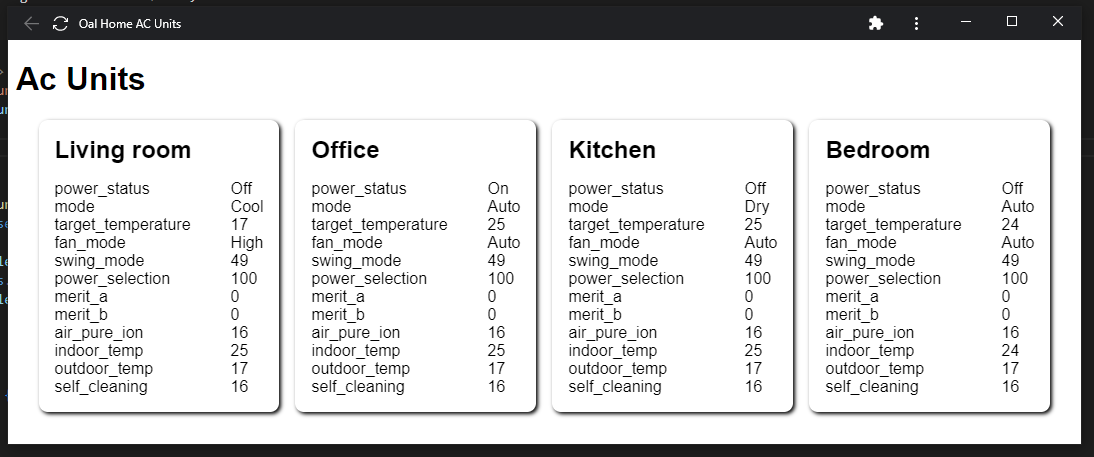 Oal Home AC Units
Ac Units
Living room
power_status Off
mode Cool
target_temperature 17
fan_mode High
swing_mode 49
power_selection 100
merit_a 0
merit_b 0
air_pure_ion 16
indoor_temp 25
outdoor_temp 17
self_cleaning 16
Office
power_status On
mode Auto
target_temperature 25
fan_mode Auto
swing_mode 49
power_selection 100
merit_a 0
merit_b 0
air_pure_ion 16
indoor_temp 25
outdoor_temp 17
self_cleaning 16
Kitchen
power_status Off
mode Dry
target_temperature 25
fan_mode Auto
swing_mode 49
power_selection 100
merit_a 0
merit_b 0
air_pure_ion 16
indoor_temp 25
outdoor_temp 17
self_cleaning 16
Bedroom
power_status Off
mode Auto
target_temperature 24
fan_mode Auto
swing_mode 49
power_selection 100
merit_a 0
merit_b 0
air_pure_ion 16
indoor_temp 24
outdoor_temp 17
self_cleaning 16